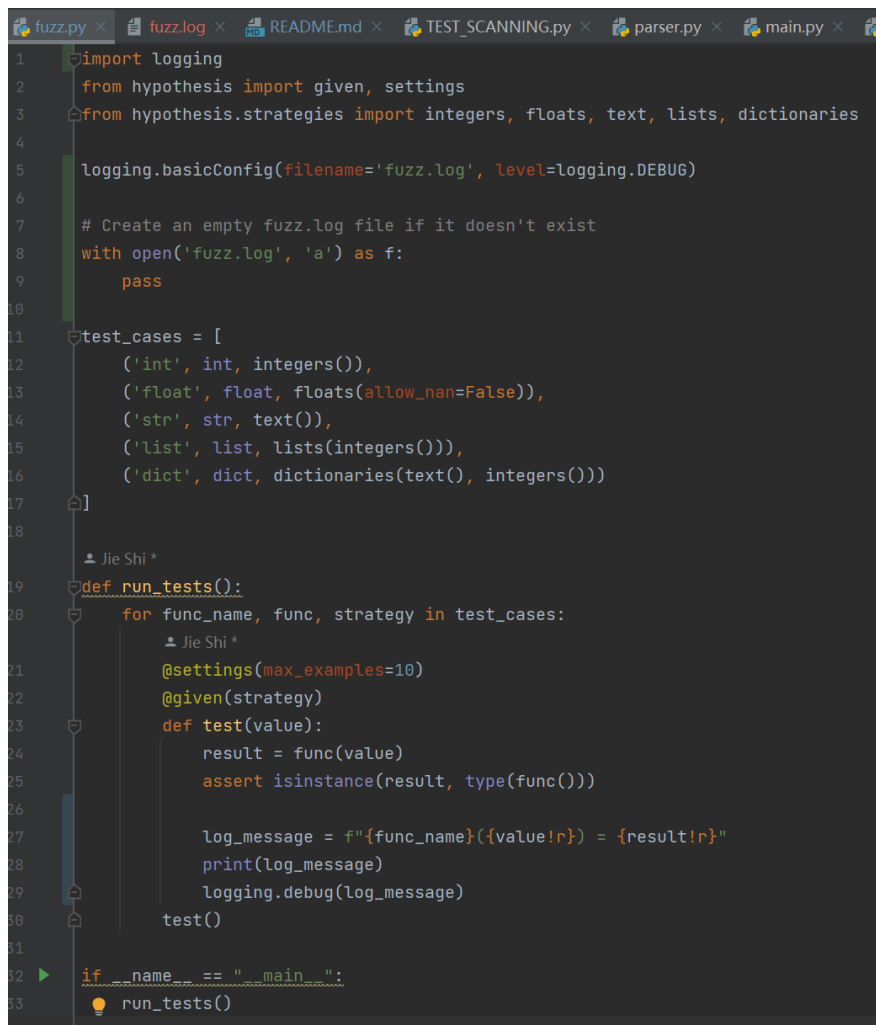 fuzz.py × fuzz.log × README.md × TEST_SCANNING.py × parser.py × main.py ×
1 import logging
2 from hypothesis import given, settings
3 from hypothesis.strategies import integers, floats, text, lists, dictionaries
4
5 logging.basicConfig(filename='fuzz.log', level=logging.DEBUG)
6
7 # Create an empty fuzz.log file if it doesn't exist
8 with open('fuzz.log', 'a') as f:
9     pass
10
11 test_cases = [
12     ('int', int, integers()),
13     ('float', float, floats(allow_nan=False)),
14     ('str', str, text()),
15     ('list', list, lists(integers())),
16     ('dict', dict, dictionaries(text(), integers()))
17 ]
18
Jie Shi *
19 def run_tests():
20     for func_name, func, strategy in test_cases:
Jie Shi *
21         @settings(max_examples=10)
22         @given(strategy)
23         def test(value):
24             result = func(value)
25             assert isinstance(result, type(func()))
26
27             log_message = f"{func_name}({value!r}) = {result!r}"
28             print(log_message)
29             logging.debug(log_message)
30         test()
31
32 if __name__ == "__main__":
33     run_tests()